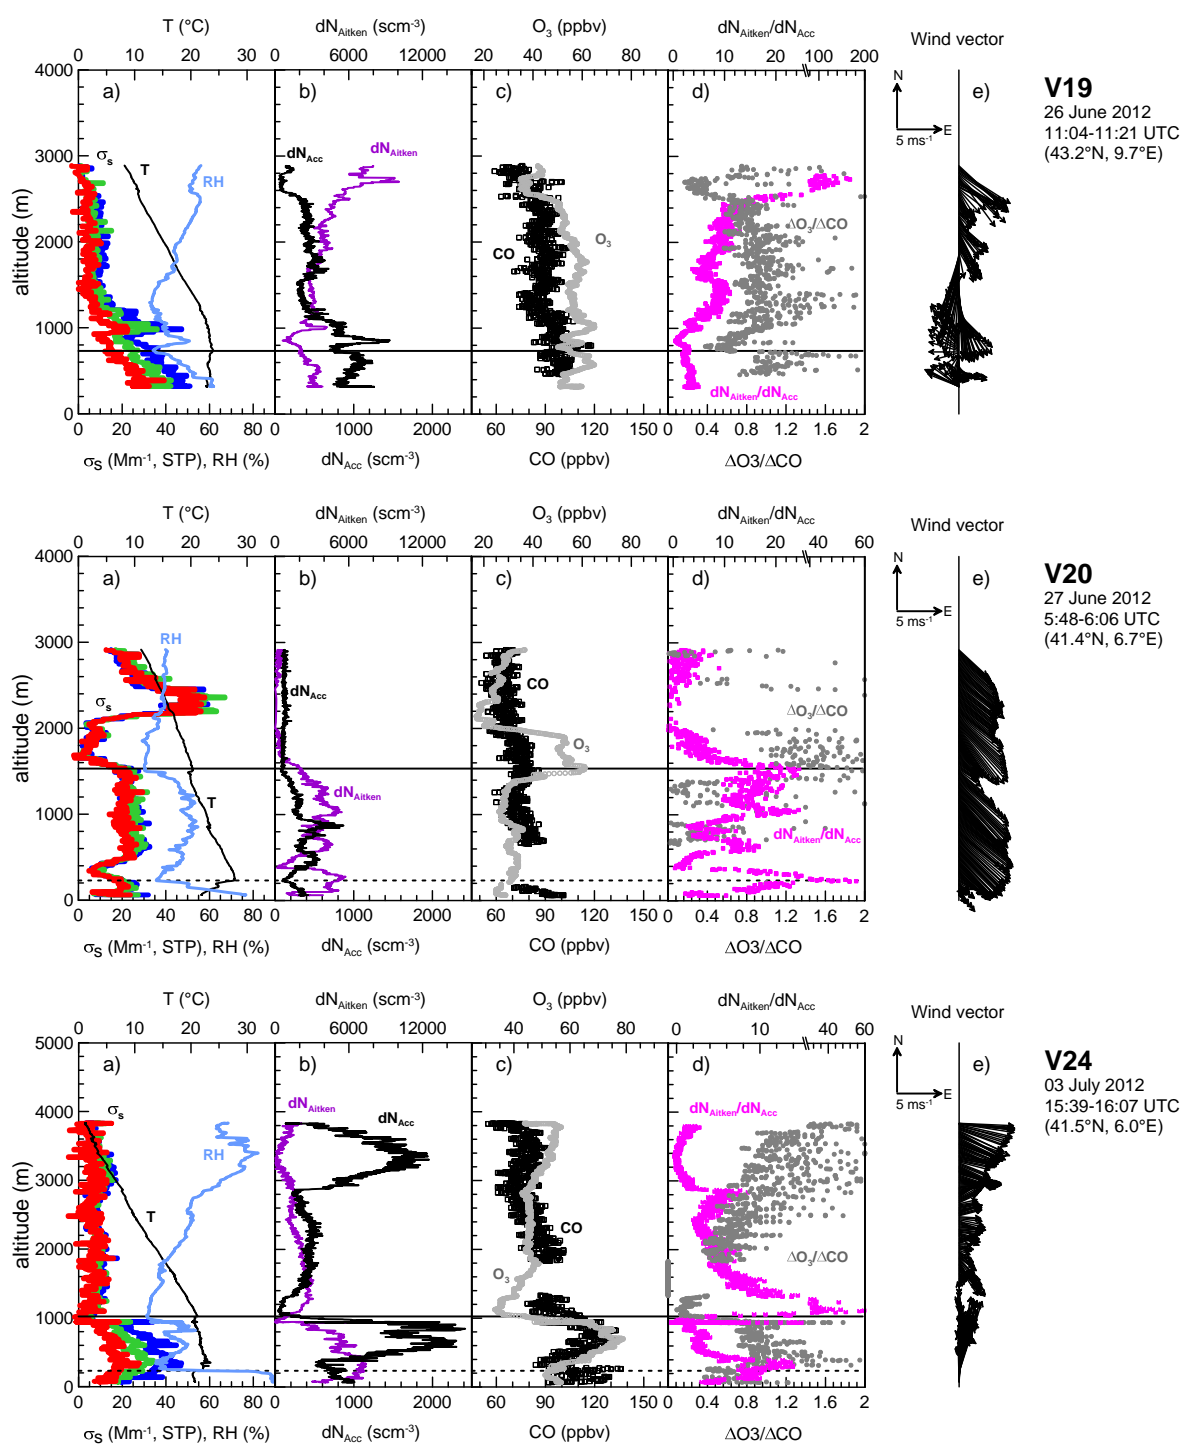 T (°C)
dN_Aitken (scm⁻³)
O₃ (ppbv)
dN_Aitken/dN_Acc
Wind vector
0 10 20 30
0 6000 12000
20 40 60 80
0 10 20 100 200
4000
3000
2000
1000
0
altitude (m)
a)
b)
c)
d)
e)
N
E
5 ms⁻¹
V19
26 June 2012
11:04-11:21 UTC
(43.2°N, 9.7°E)
σ_s
T
RH
dN_Acc
dN_Aitken
CO
O₃
ΔO₃/ΔCO
dN_Aitken/dN_Acc
0 20 40 60 80
0 1000 2000
60 90 120 150
0 0.4 0.8 1.2 1.6 2
σ_S (Mm⁻¹, STP), RH (%)
dN_Acc (scm⁻³)
CO (ppbv)
ΔO3/ΔCO
T (°C)
dN_Aitken (scm⁻³)
O₃ (ppbv)
dN_Aitken/dN_Acc
Wind vector
0 10 20 30
0 6000 12000
20 40 60 80
0 10 20 40 60
4000
3000
2000
1000
0
altitude (m)
a)
b)
c)
d)
e)
N
E
5 ms⁻¹
V20
27 June 2012
5:48-6:06 UTC
(41.4°N, 6.7°E)
RH
σ_s
T
dN_Acc
dN_Aitken
CO
O₃
ΔO₃/ΔCO
dN_Aitken/dN_Acc
0 20 40 60 80
0 1000 2000
60 90 120 150
0 0.4 0.8 1.2 1.6 2
σ_S (Mm⁻¹, STP), RH (%)
dN_Acc (scm⁻³)
CO (ppbv)
ΔO3/ΔCO
T (°C)
dN_Aitken (scm⁻³)
O₃ (ppbv)
dN_Aitken/dN_Acc
Wind vector
0 10 20 30
0 6000 12000
40 60 80
0 10 40 60
5000
4000
3000
2000
1000
0
altitude (m)
a)
b)
c)
d)
e)
N
E
5 ms⁻¹
V24
03 July 2012
15:39-16:07 UTC
(41.5°N, 6.0°E)
σ_s
RH
T
dN_Aitken
dN_Acc
CO
O₃
dN_Aitken/dN_Acc
ΔO₃/ΔCO
0 20 40 60 80
0 1000 2000
60 90 120 150
0 0.4 0.8 1.2 1.6 2
σ_S (Mm⁻¹, STP), RH (%)
dN_Acc (scm⁻³)
CO (ppbv)
ΔO3/ΔCO